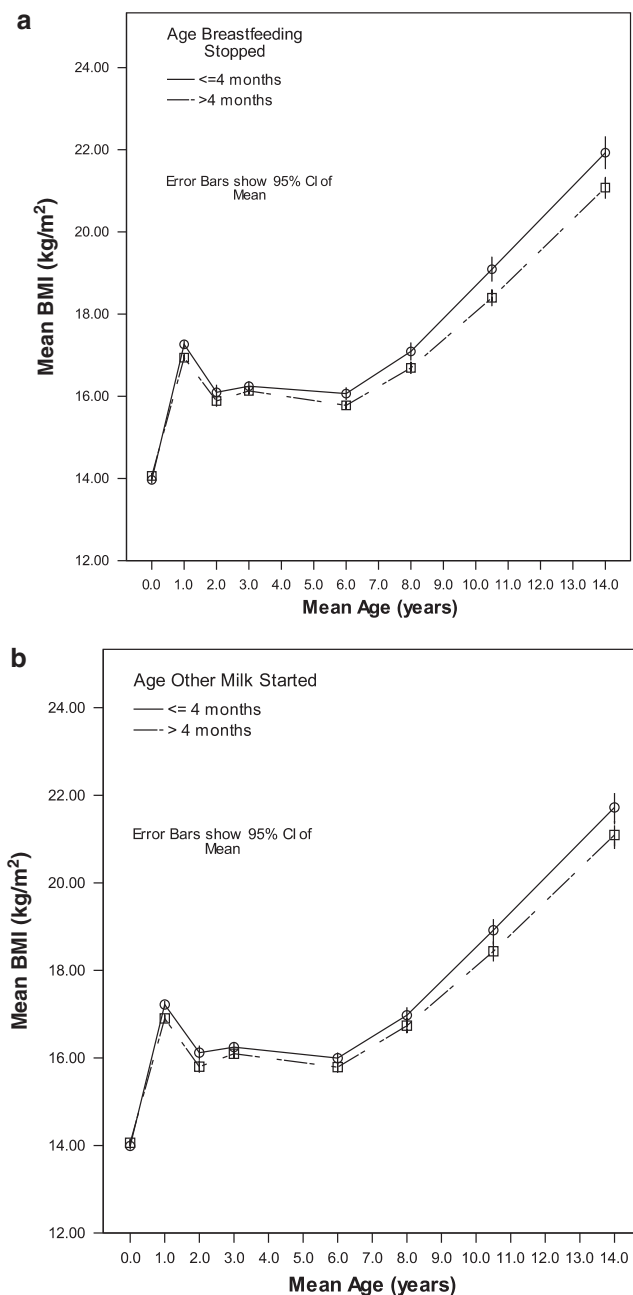 a
Age Breastfeeding
Stopped
<=4 months
>4 months
Error Bars show 95% CI of
Mean
24.00
22.00
20.00
18.00
16.00
14.00
12.00
Mean BMI (kg/m²)
0.0 1.0 2.0 3.0 4.0 5.0 6.0 7.0 8.0 9.0 10.0 11.0 12.0 13.0 14.0
Mean Age (years)
b
Age Other Milk Started
<= 4 months
> 4 months
Error Bars show 95% CI of
Mean
24.00
22.00
20.00
18.00
16.00
14.00
12.00
Mean BMI (kg/m²)
0.0 1.0 2.0 3.0 4.0 5.0 6.0 7.0 8.0 9.0 10.0 11.0 12.0 13.0 14.0
Mean Age (years)